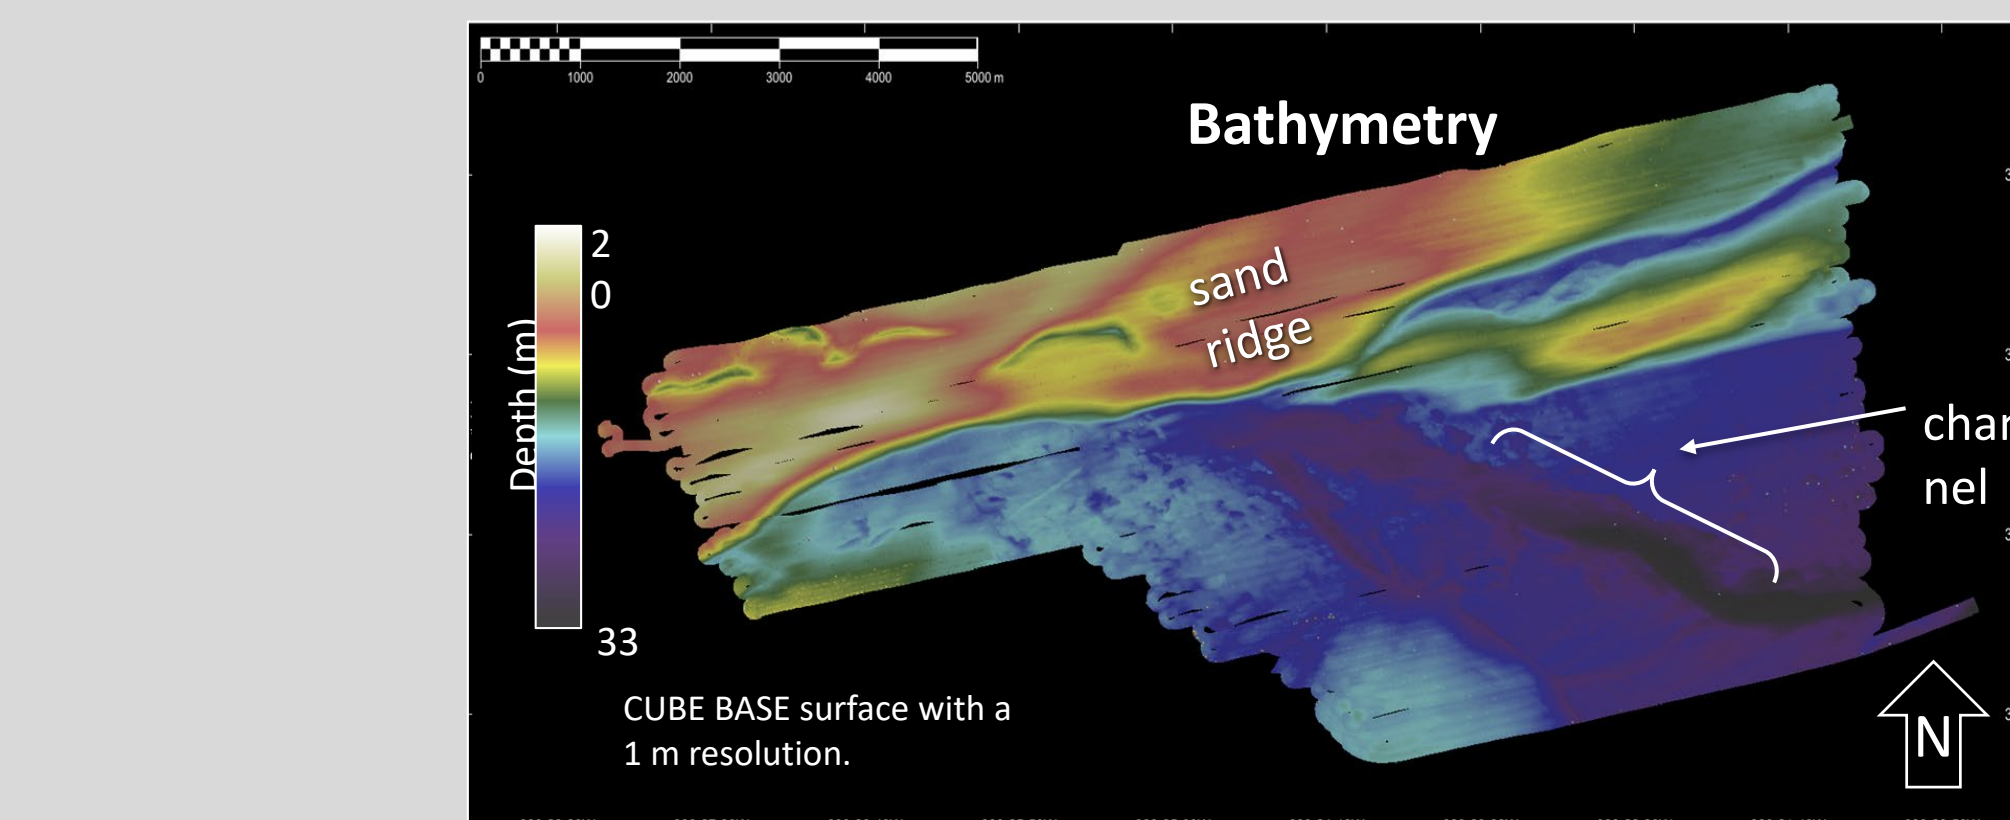 0 1000 2000 3000 4000 5000 m
Bathymetry
sand
ridge
2
0
Depth (m)
33
chan
nel
CUBE BASE surface with a
1 m resolution.
N